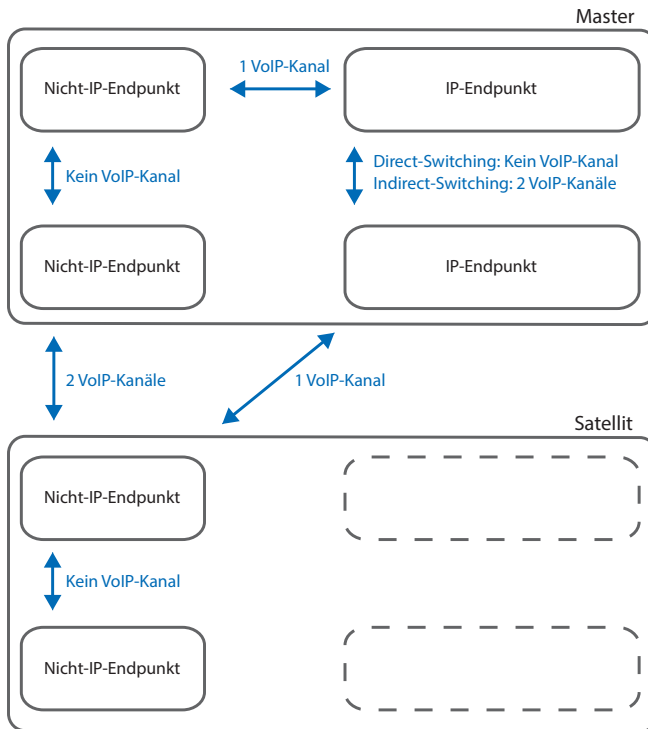 Master
Nicht-IP-Endpunkt
1 VoIP-Kanal
IP-Endpunkt
Kein VoIP-Kanal
Direct-Switching: Kein VoIP-Kanal
Indirect-Switching: 2 VoIP-Kanäle
Nicht-IP-Endpunkt
IP-Endpunkt
2 VoIP-Kanäle
1 VoIP-Kanal
Satellit
Nicht-IP-Endpunkt
Kein VoIP-Kanal
Nicht-IP-Endpunkt